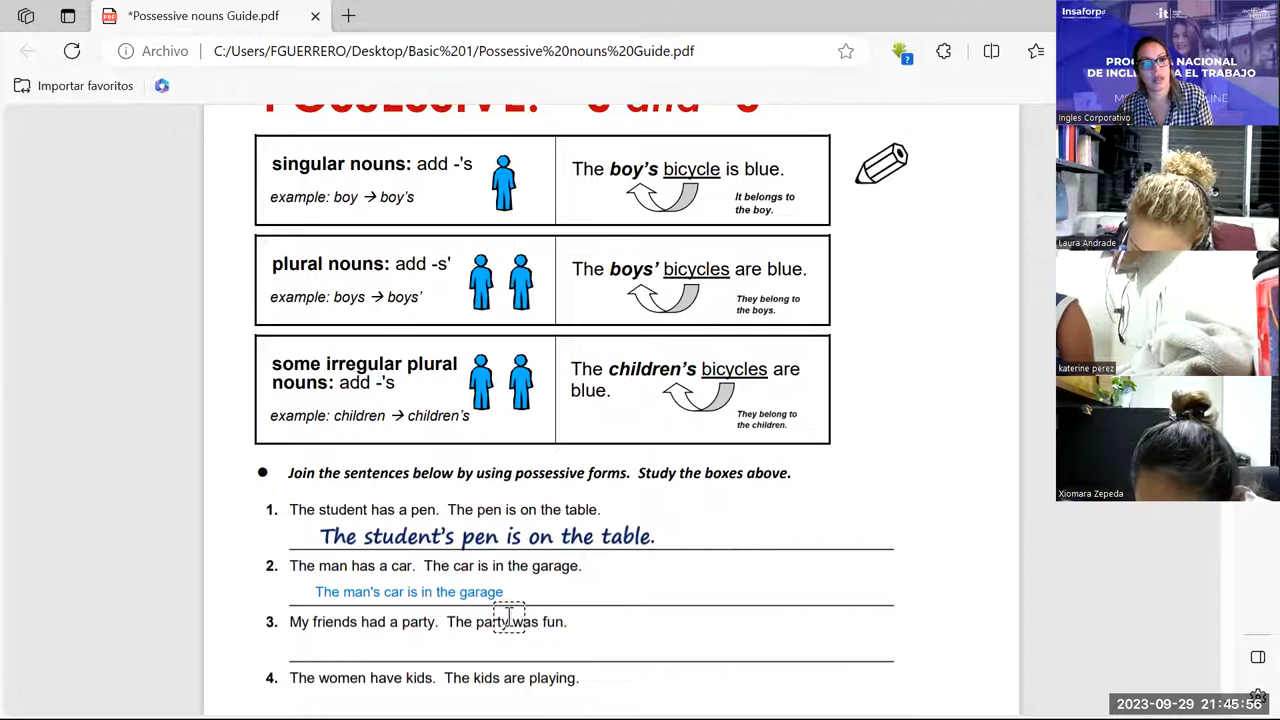 *Possessive nouns Guide.pdf
Archivo
C:/Users/FGUERRERO/Desktop/Basic%201/Possessive%20nouns%20Guide.pdf
Importar favoritos
singular nouns: add -'s
example: boy → boy's
The boy's bicycle is blue.
It belongs to
the boy.
plural nouns: add -s'
example: boys → boys'
The boys' bicycles are blue.
They belong to
the boys.
some irregular plural
nouns: add -'s
example: children → children's
The children's bicycles are
blue.
They belong to
the children.
● Join the sentences below by using possessive forms. Study the boxes above.
1. The student has a pen. The pen is on the table.
The student's pen is on the table.
2. The man has a car. The car is in the garage.
The man's car is in the garage
3. My friends had a party. The party was fun.
4. The women have kids. The kids are playing.
Insaforp
Ingles Corporativo
Laura Andrade
katerine perez
Xiomara Zepeda
2023-09-29 21:45:56